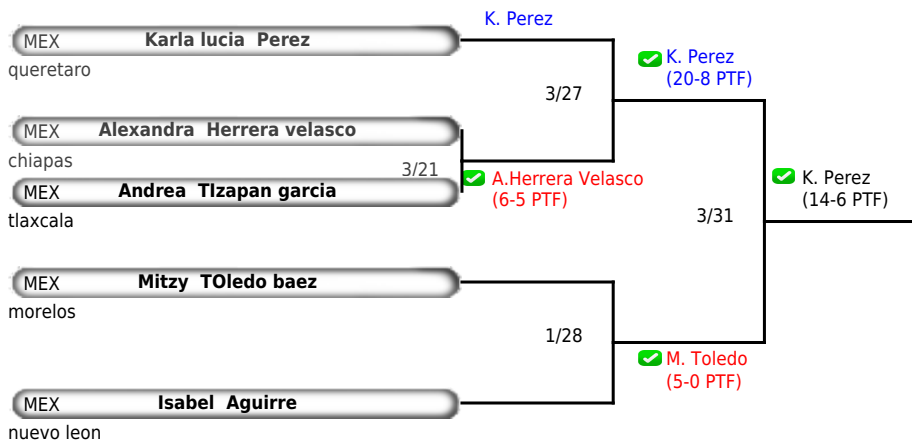 K. Perez
MEX Karla lucia Perez
queretaro
K. Perez
(20-8 PTF)
3/27
MEX Alexandra Herrera velasco
chiapas
3/21
A.Herrera Velasco
(6-5 PTF)
MEX Andrea TIzapan garcia
tlaxcala
K. Perez
(14-6 PTF)
3/31
MEX Mitzy TOledo baez
morelos
1/28
M. Toledo
(5-0 PTF)
MEX Isabel Aguirre
nuevo leon